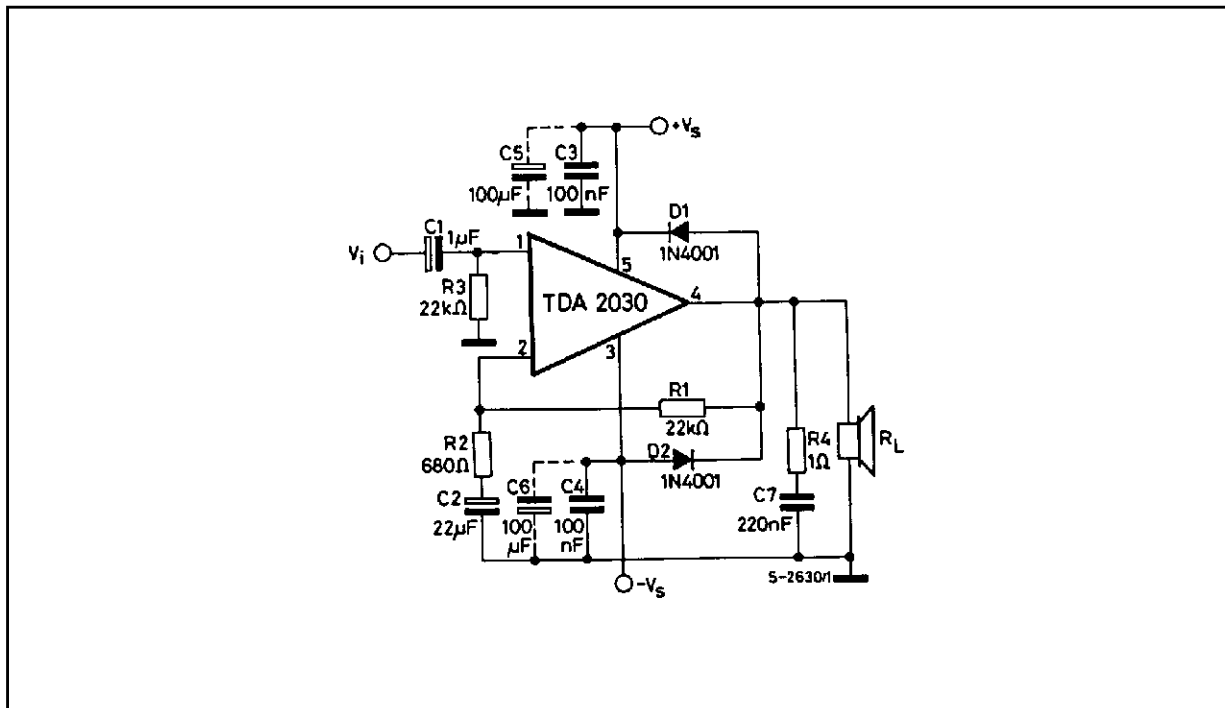 +Vs
C5
100µF
C3
100 nF
D1
1N4001
C1
1µF
Vi
1
5
R3
22kΩ
TDA 2030
4
2
3
R1
22kΩ
R2
680Ω
D2
1N4001
R4
1Ω
RL
C2
22µF
C6
100
µF
C4
100
nF
C7
220nF
S-2630/1
-Vs